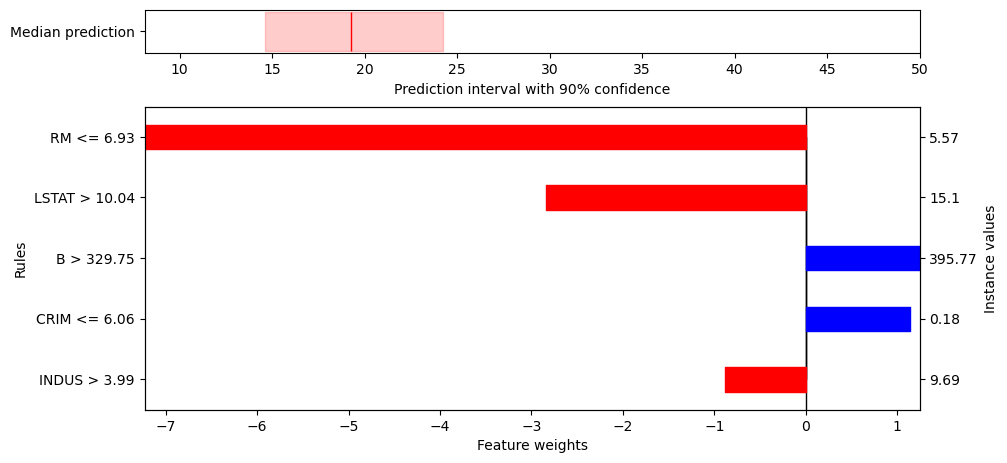 Median prediction
10 15 20 25 30 35 40 45 50
Prediction interval with 90% confidence
RM <= 6.93 5.57
LSTAT > 10.04 15.1
B > 329.75 395.77
CRIM <= 6.06 0.18
INDUS > 3.99 9.69
Rules
Instance values
−7 −6 −5 −4 −3 −2 −1 0 1
Feature weights